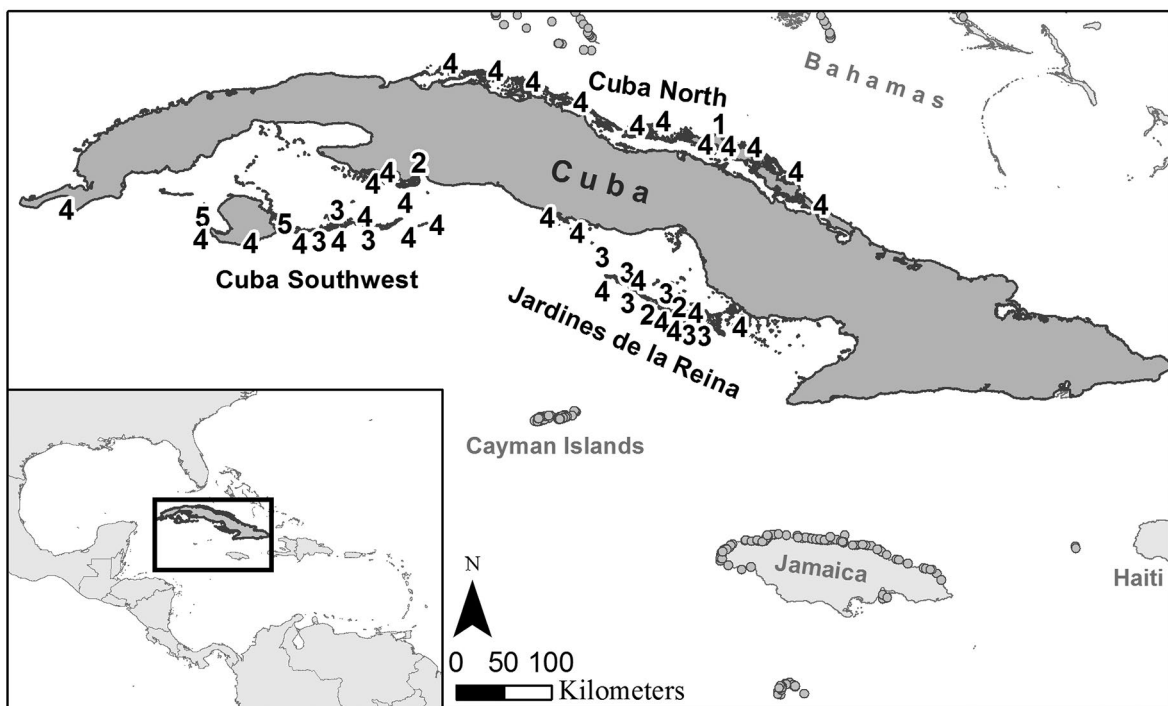 Bahamas
4 4 4 4
Cuba North
4 4 1
4 4 4 4 4
4 4 2
Cuba
4
5 5 3 4 4 4
4 4 4 3 4 3 4
Cuba Southwest
4 4
3 3 4 3 2 4
4 3 2 4 4 3 3 4
Jardines de la Reina
Cayman Islands
Jamaica
Haiti
N
0 50 100
Kilometers